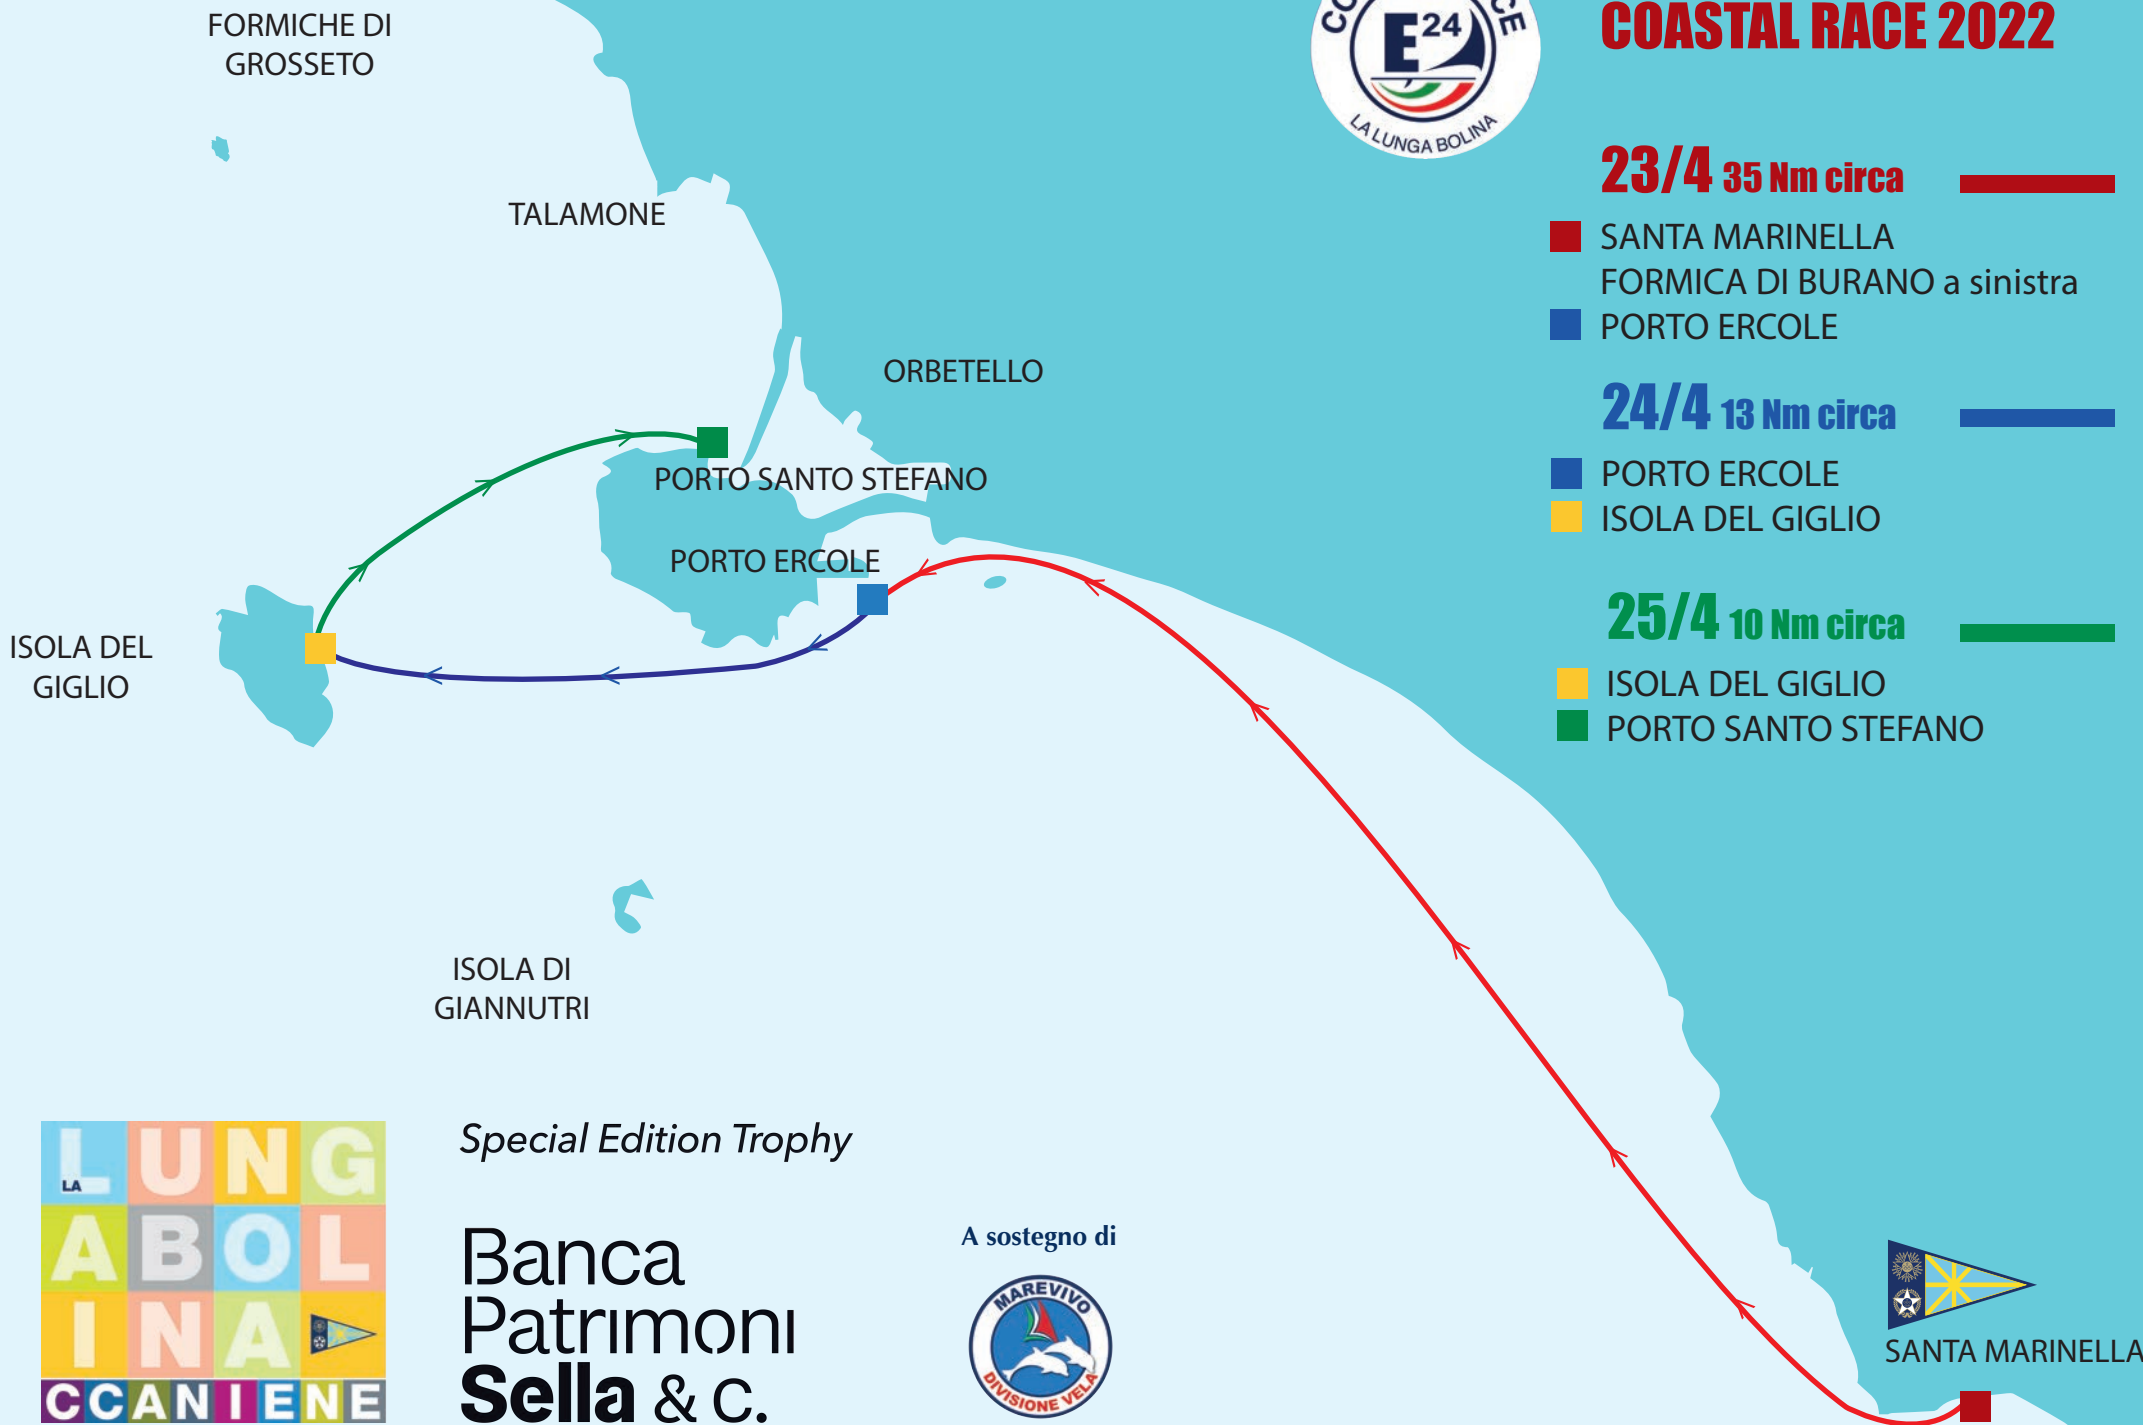 FORMICHE DI
GROSSETO
TALAMONE
ORBETELLO
PORTO SANTO STEFANO
PORTO ERCOLE
ISOLA DEL
GIGLIO
ISOLA DI
GIANNUTRI
E24
LA LUNGA BOLINA
COASTAL RACE 2022
23/4 35 Nm circa
SANTA MARINELLA
FORMICA DI BURANO a sinistra
PORTO ERCOLE
24/4 13 Nm circa
PORTO ERCOLE
ISOLA DEL GIGLIO
25/4 10 Nm circa
ISOLA DEL GIGLIO
PORTO SANTO STEFANO
SANTA MARINELLA
LA
LUNG
ABOL
INA
CCANIENE
Special Edition Trophy
Banca
Patrimoni
Sella & C.
A sostegno di
MAREVIVO
DIVISIONE VELA